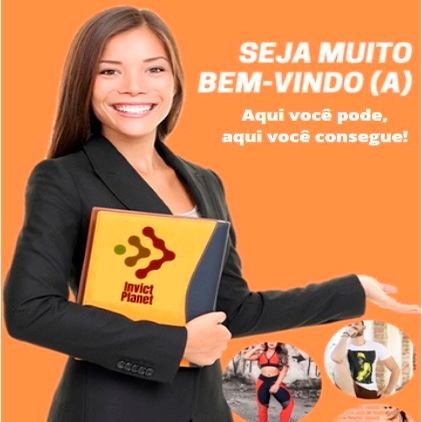 SEJA MUITO
BEM-VINDO (A)
Aqui você pode,
aqui você consegue!
Invict
Planet